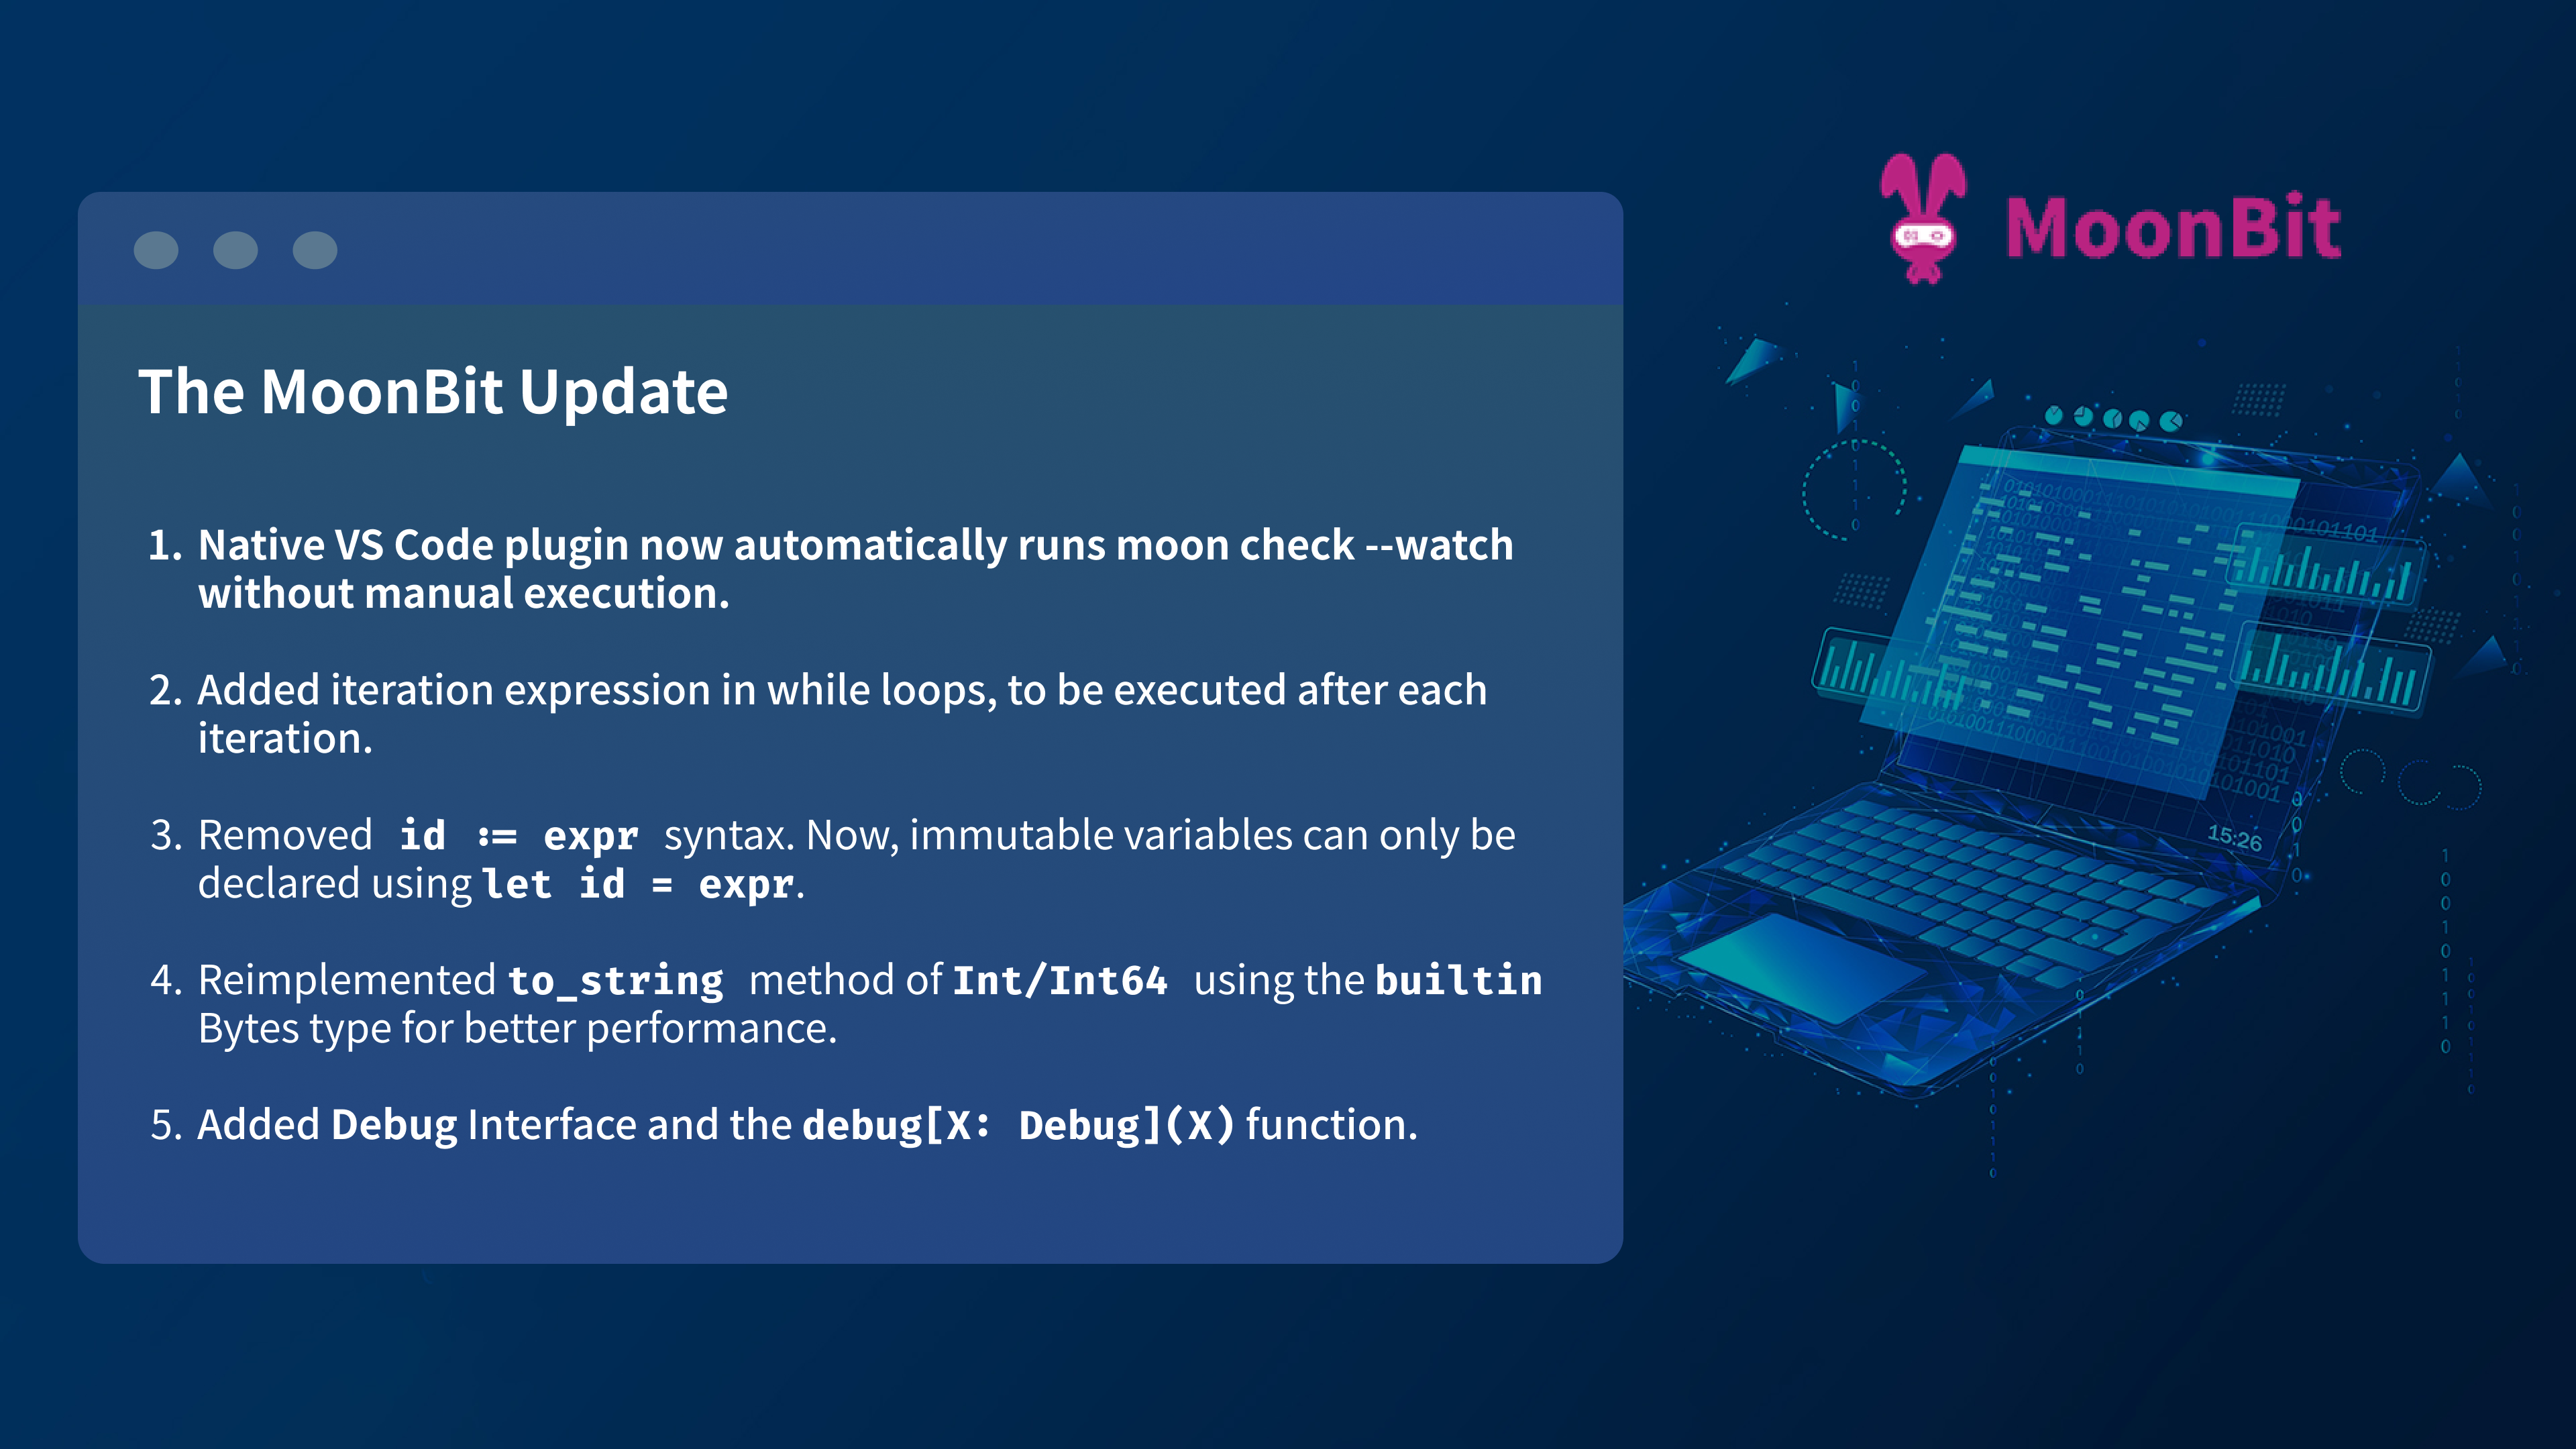 MoonBit
The MoonBit Update
1. Native VS Code plugin now automatically runs moon check --watch
without manual execution.
2. Added iteration expression in while loops, to be executed after each
iteration.
3. Removed id := expr syntax. Now, immutable variables can only be
declared using let id = expr.
4. Reimplemented to_string method of Int/Int64 using the builtin
Bytes type for better performance.
5. Added Debug Interface and the debug[X: Debug](X) function.
15:26